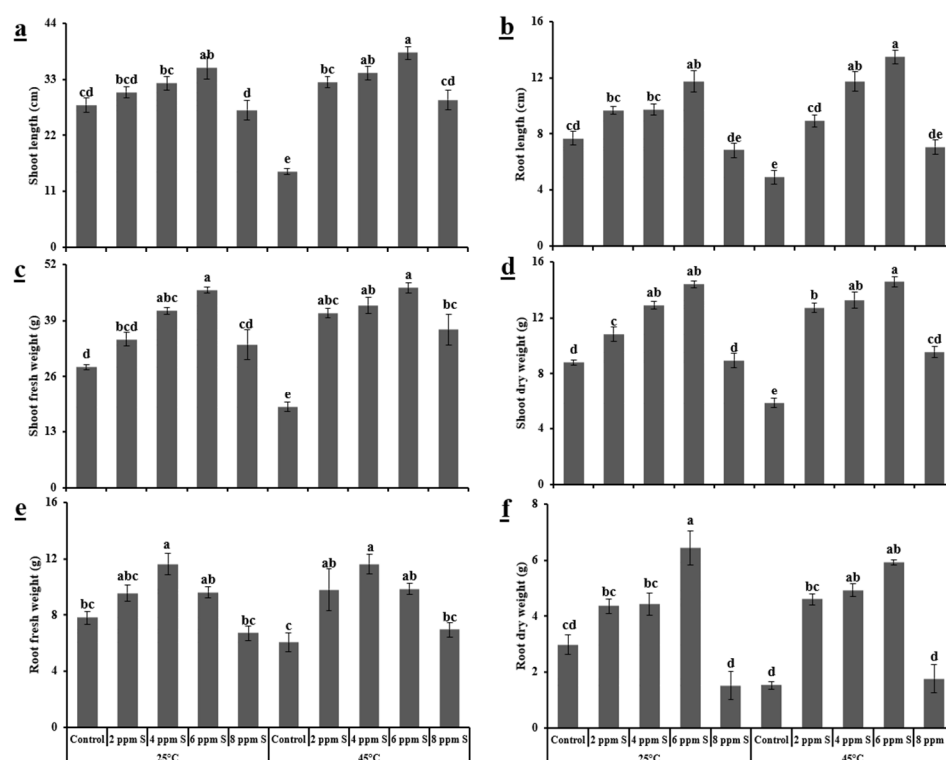 a
Shoot length (cm)
44
33
22
11
0
cd
bcd
bc
ab
d
e
ab
ab
a
cd
b
Root length (cm)
16
12
8
4
0
cd
bc
bc
ab
de
e
cd
ab
a
de
c
Shoot fresh weight (g)
52
39
26
13
0
d
bcd
abc
a
cd
e
abc
ab
a
bc
d
Shoot dry weight (g)
16
12
8
4
0
d
c
ab
ab
d
e
b
ab
a
cd
e
Root fresh weight (g)
16
12
8
4
0
bc
abc
a
ab
bc
c
ab
a
ab
bc
Control 2 ppm S 4 ppm S 6 ppm S 8 ppm S Control 2 ppm S 4 ppm S 6 ppm S 8 ppm S
25°C 45°C
f
Root dry weight (g)
8
6
4
2
0
cd
bc
bc
a
d
d
bc
ab
ab
d
Control 2 ppm S 4 ppm S 6 ppm S 8 ppm S Control 2 ppm S 4 ppm S 6 ppm S 8 ppm
25°C 45°C